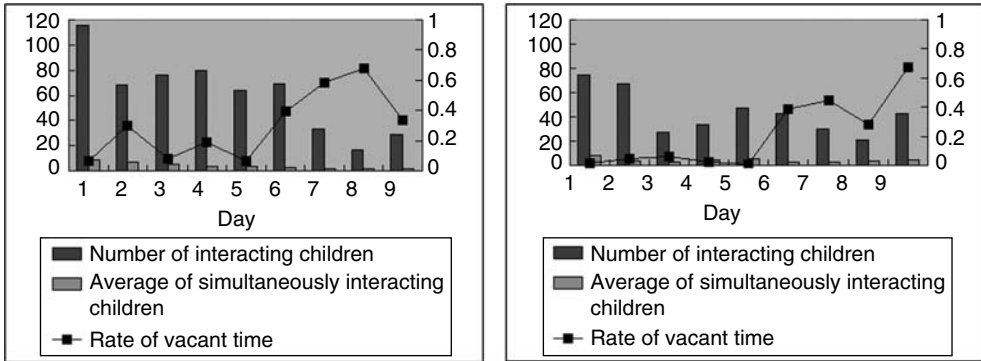 120
100
80
60
40
20
0
1
0.8
0.6
0.4
0.2
0
1 2 3 4 5 6 7 8 9
Day
Number of interacting children
Average of simultaneously interacting
children
Rate of vacant time
120
100
80
60
40
20
0
1
0.8
0.6
0.4
0.2
0
1 2 3 4 5 6 7 8 9
Day
Number of interacting children
Average of simultaneously interacting
children
Rate of vacant time